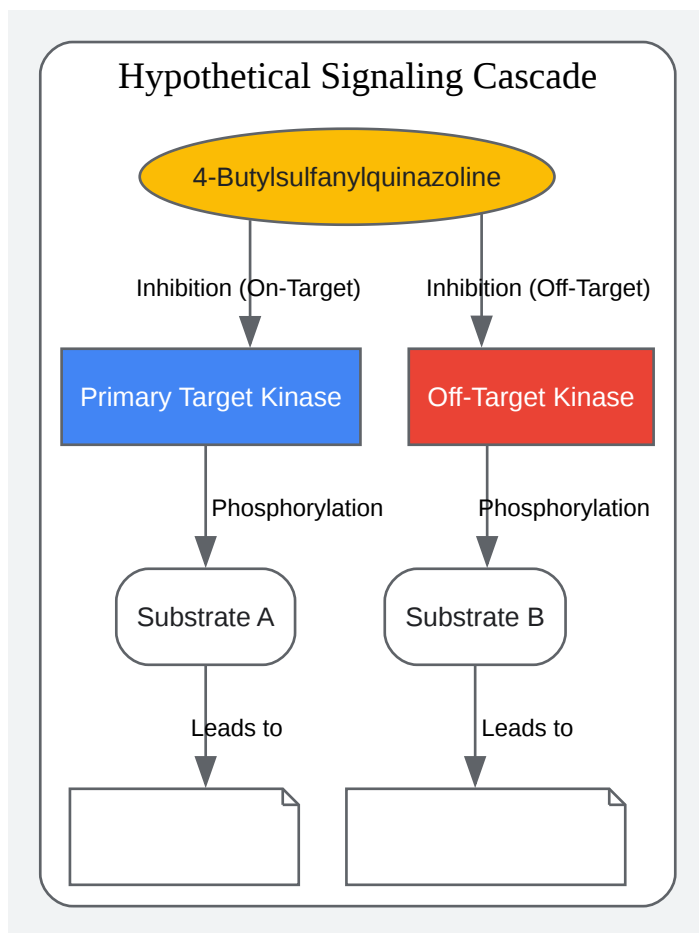 Hypothetical Signaling Cascade
4-Butylsulfanylquinazoline
Inhibition (On-Target)
Inhibition (Off-Target)
Primary Target Kinase
Off-Target Kinase
Phosphorylation
Phosphorylation
Substrate A
Substrate B
Leads to
Leads to